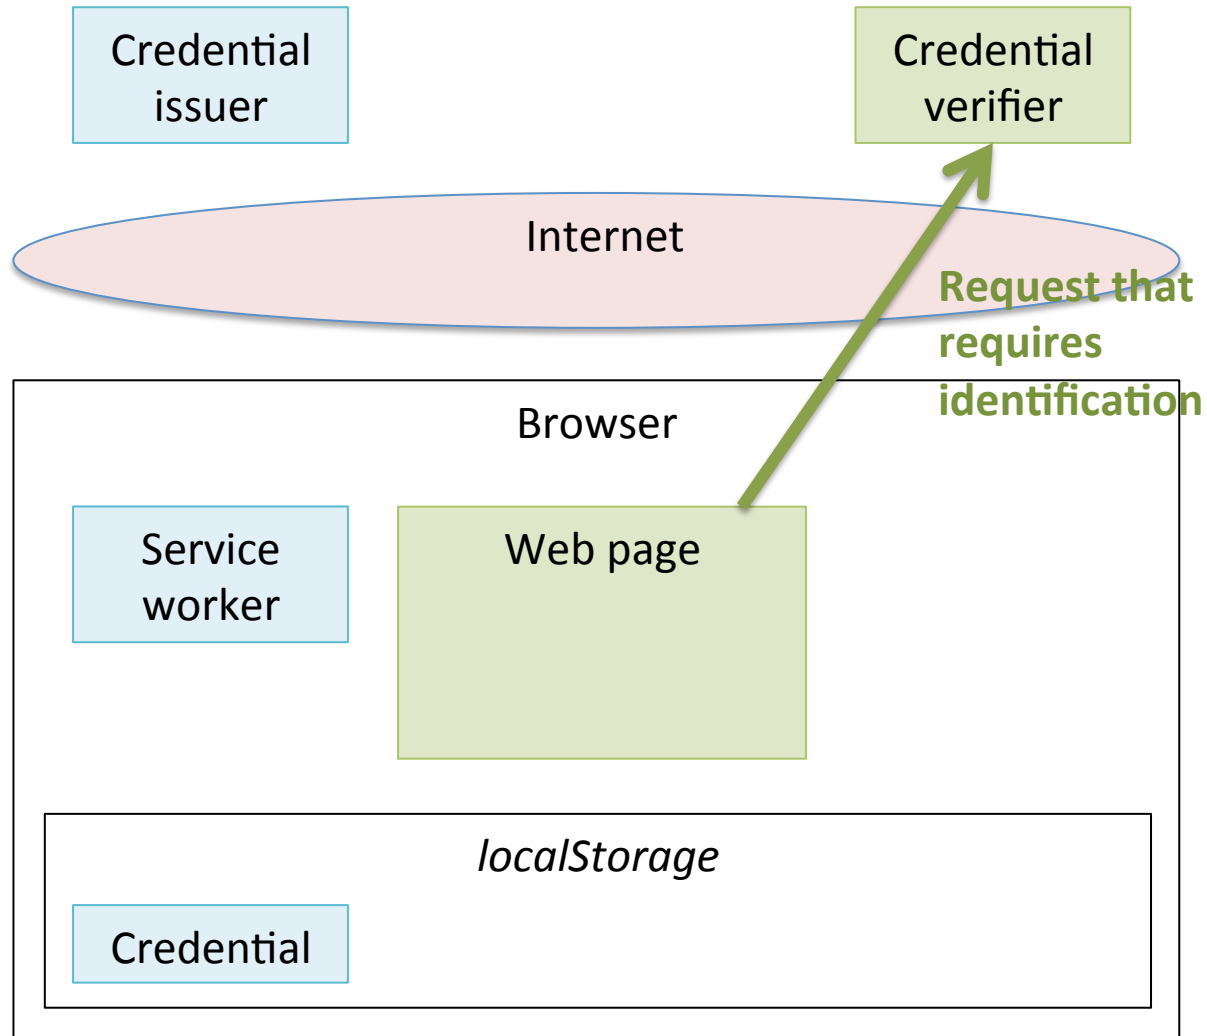 Credential
issuer
Credential
verifier
Internet
Request that
requires
identification
Browser
Service
worker
Web page
localStorage
Credential